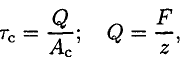 τc = Q/Ac;  Q = F/z,